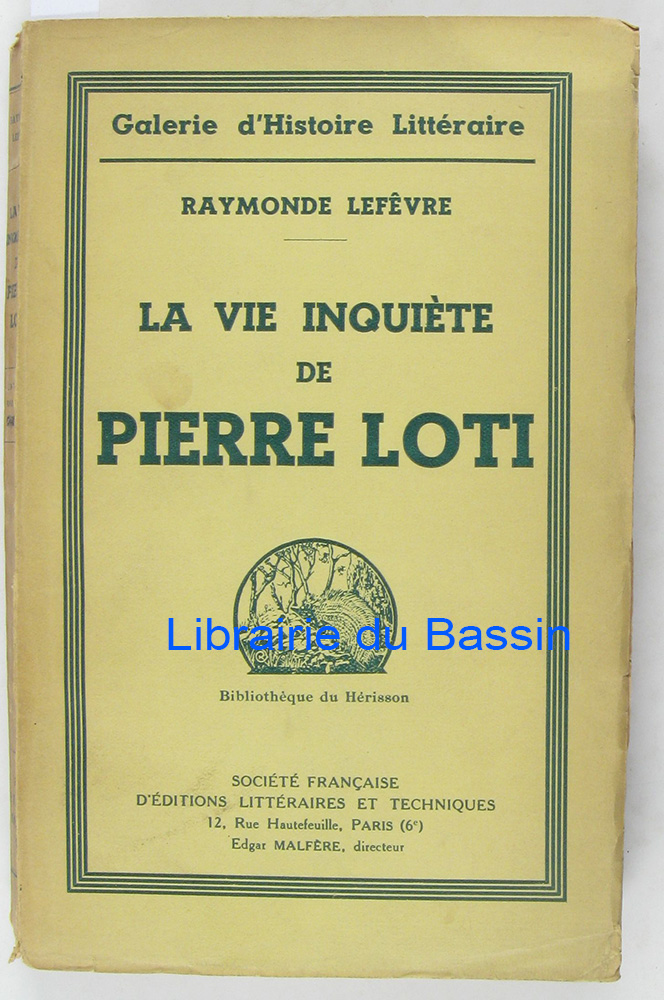 Galerie d'Histoire Littéraire
RAYMONDE LEFÊVRE
LA VIE INQUIÈTE
DE
PIERRE LOTI
Librairie du Bassin
Bibliothèque du Hérisson
SOCIÉTÉ FRANÇAISE
D'ÉDITIONS LITTÉRAIRES ET TECHNIQUES
12, Rue Hautefeuille, PARIS (6e)
Edgar MALFÈRE, directeur